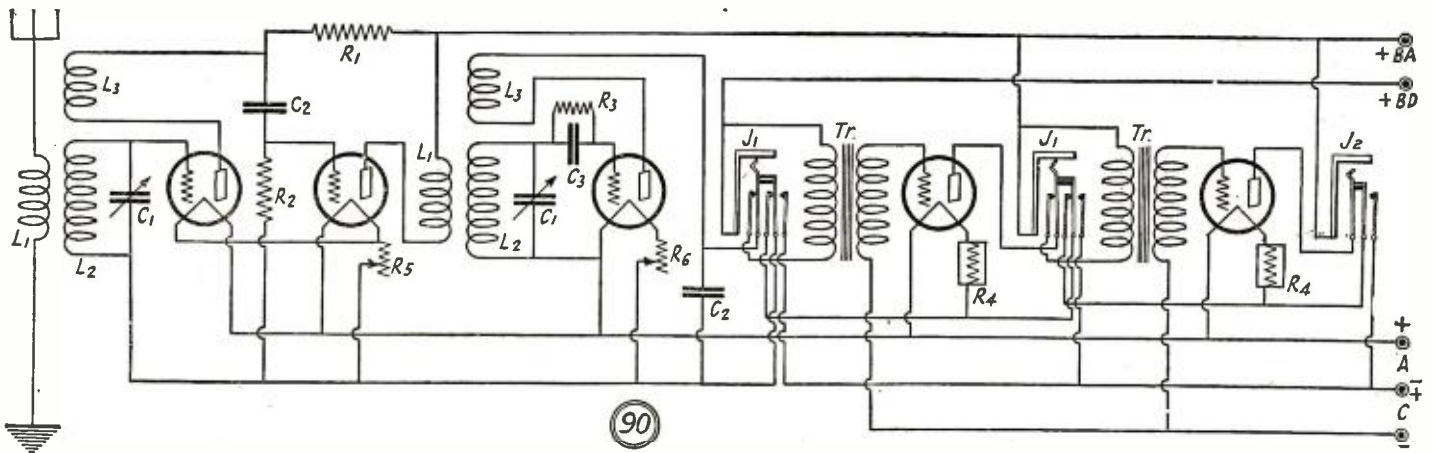 R1
+BA
L3
C2
L3
R3
+BD
J1
Tr.
J1
Tr.
J2
C1
R2
L1
C3
C1
L1
L2
R5
L2
R6
C2
R4
R4
+
A
-
+
C
-
90